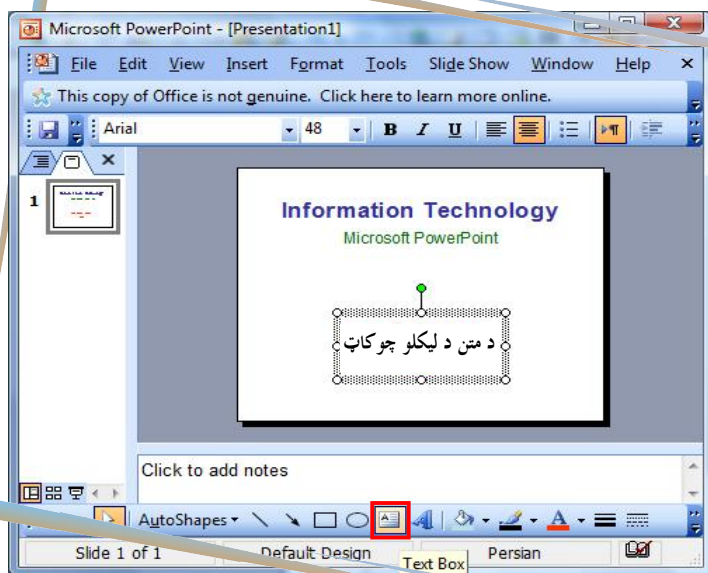 Microsoft PowerPoint - [Presentation1]
File Edit View Insert Format Tools Slide Show Window Help
This copy of Office is not genuine. Click here to learn more online.
Arial 48 B I U
1
Information Technology
Microsoft PowerPoint
د متن د لیکلو چوکاټ
Click to add notes
AutoShapes
Slide 1 of 1 Default Design Persian
Text Box